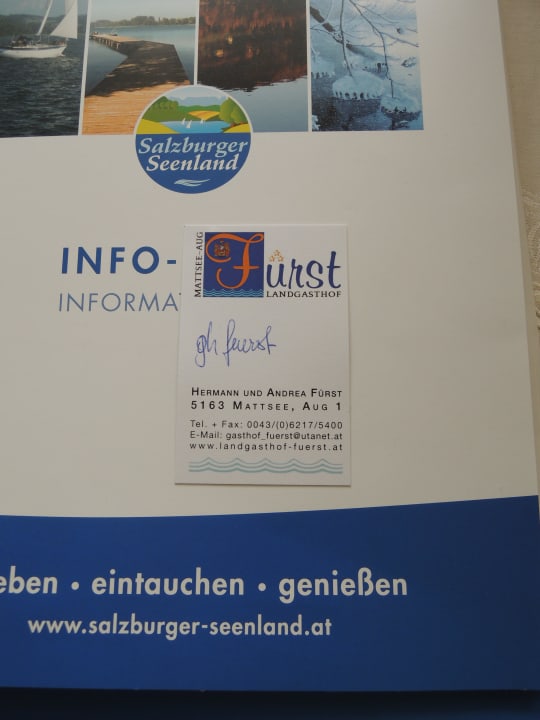 Salzburger
Seenland
INFO-
INFORMA
MATTSEE-AUG
Fürst
LANDGASTHOF
gh fuerst
HERMANN UND ANDREA FÜRST
5163 MATTSEE, AUG 1
Tel. + Fax: 0043/(0)6217/5400
E-Mail: gasthof_fuerst@utanet.at
www.landgasthof-fuerst.at
eben • eintauchen • genießen
www.salzburger-seenland.at